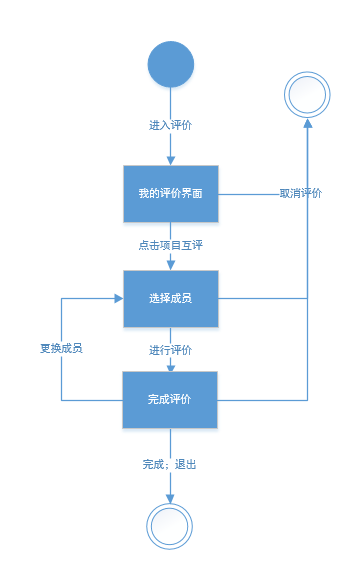 进入评价
我的评价界面
取消评价
点击项目互评
选择成员
更换成员
进行评价
完成评价
完成；退出